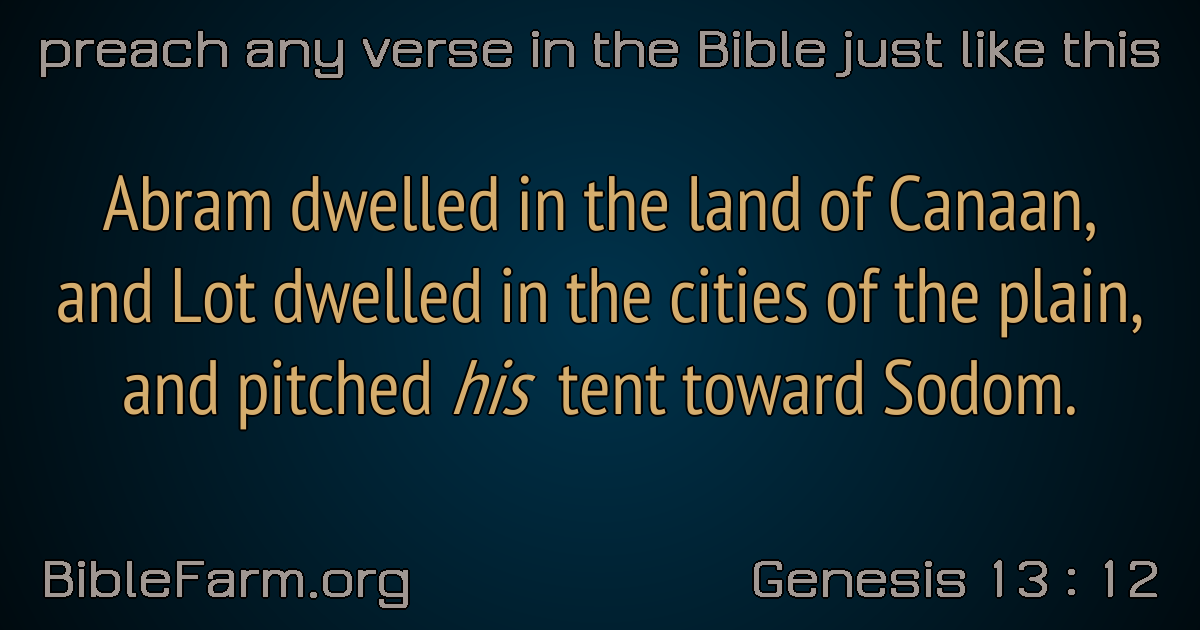 preach any verse in the Bible just like this
Abram dwelled in the land of Canaan,
and Lot dwelled in the cities of the plain,
and pitched his tent toward Sodom.
BibleFarm.org
Genesis 13 : 12